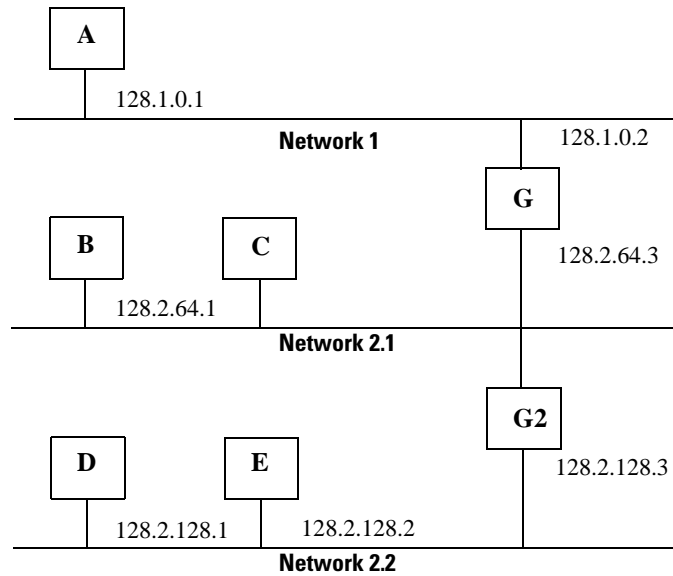 A
128.1.0.1
Network 1
128.1.0.2
G
B
C
128.2.64.3
128.2.64.1
Network 2.1
G2
D
E
128.2.128.3
128.2.128.1
128.2.128.2
Network 2.2